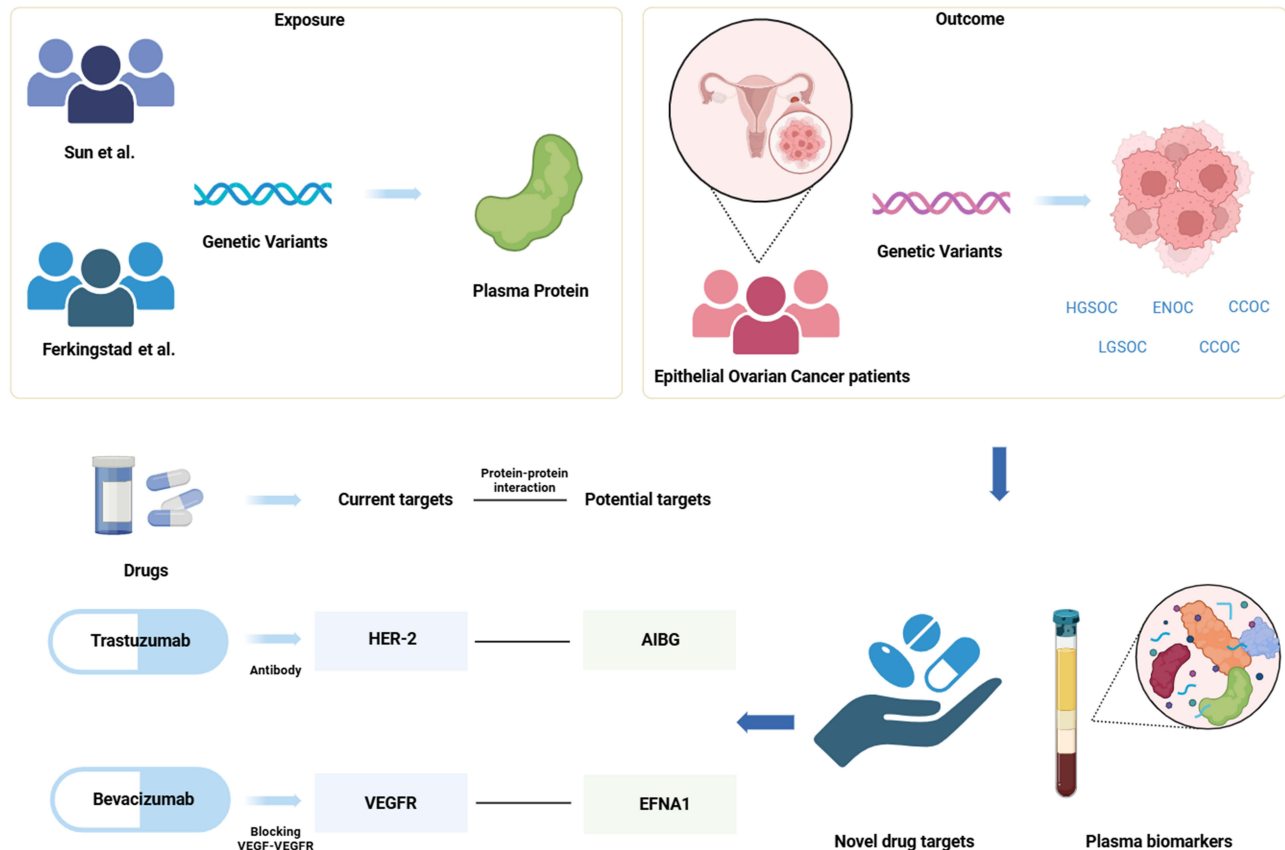 Exposure
Sun et al.
Genetic Variants
Plasma Protein
Ferkingstad et al.
Outcome
Genetic Variants
HGSOC ENOC CCOC
LGSOC CCOC
Epithelial Ovarian Cancer patients
Drugs
Current targets
Protein-protein
interaction
Potential targets
Trastuzumab
Antibody
HER-2
AIBG
Bevacizumab
Blocking
VEGF-VEGFR
VEGFR
EFNA1
Novel drug targets
Plasma biomarkers